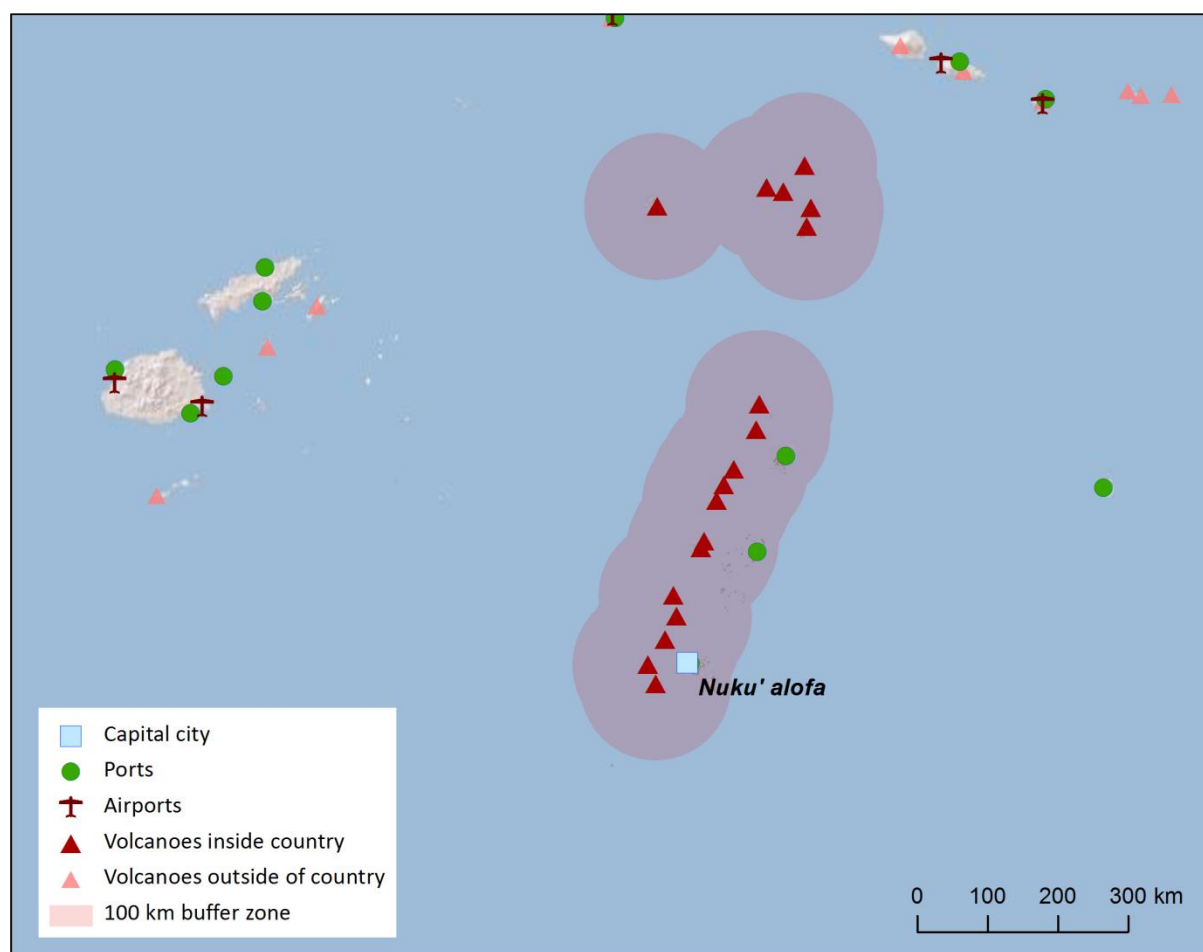 Nuku' alofa
Capital city
Ports
Airports
Volcanoes inside country
Volcanoes outside of country
100 km buffer zone
0 100 200 300 km